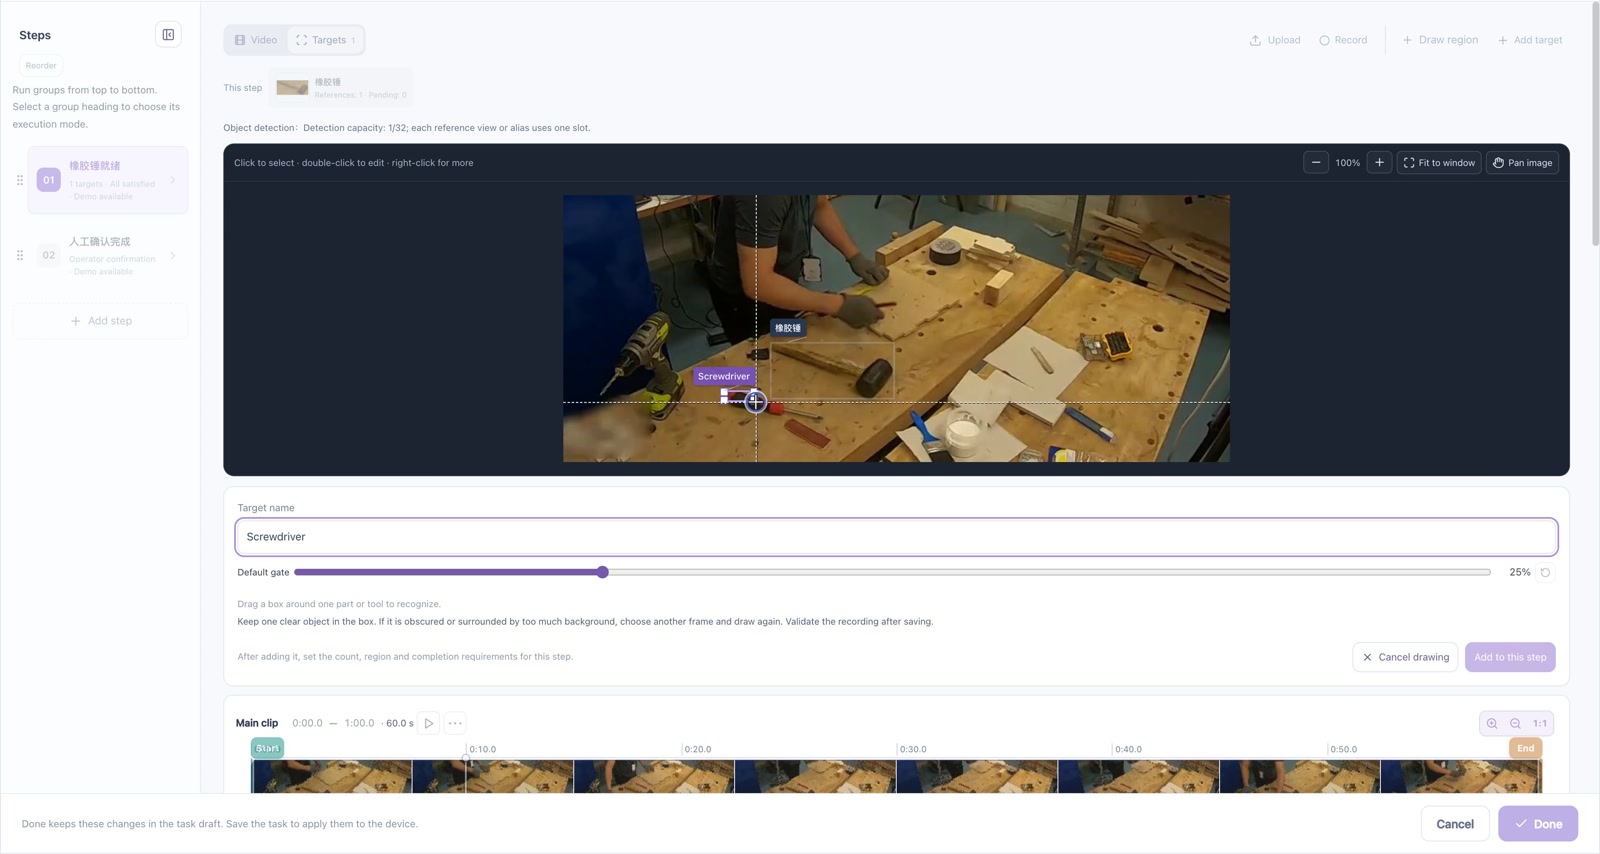 Steps
Reorder
Run groups from top to bottom.
Select a group heading to choose its
execution mode.
01
橡胶锤就绪
1 targets · All satisfied
· Demo available
02
人工确认完成
Operator confirmation
· Demo available
Add step
Video
Targets 1
Upload
Record
Draw region
Add target
This step
橡胶锤
References: 1 · Pending: 0
Object detection: Detection capacity: 1/32; each reference view or alias uses one slot.
Click to select · double-click to edit · right-click for more
100%
Fit to window
Pan image
橡胶锤
Screwdriver
Target name
Screwdriver
Default gate
25%
Drag a box around one part or tool to recognize.
Keep one clear object in the box. If it is obscured or surrounded by too much background, choose another frame and draw again. Validate the recording after saving.
After adding it, set the count, region and completion requirements for this step.
Cancel drawing
Add to this step
Main clip 0:00.0 — 1:00.0 · 60.0 s
1:1
Start
0:10.0
0:20.0
0:30.0
0:40.0
0:50.0
End
Done keeps these changes in the task draft. Save the task to apply them to the device.
Cancel
Done